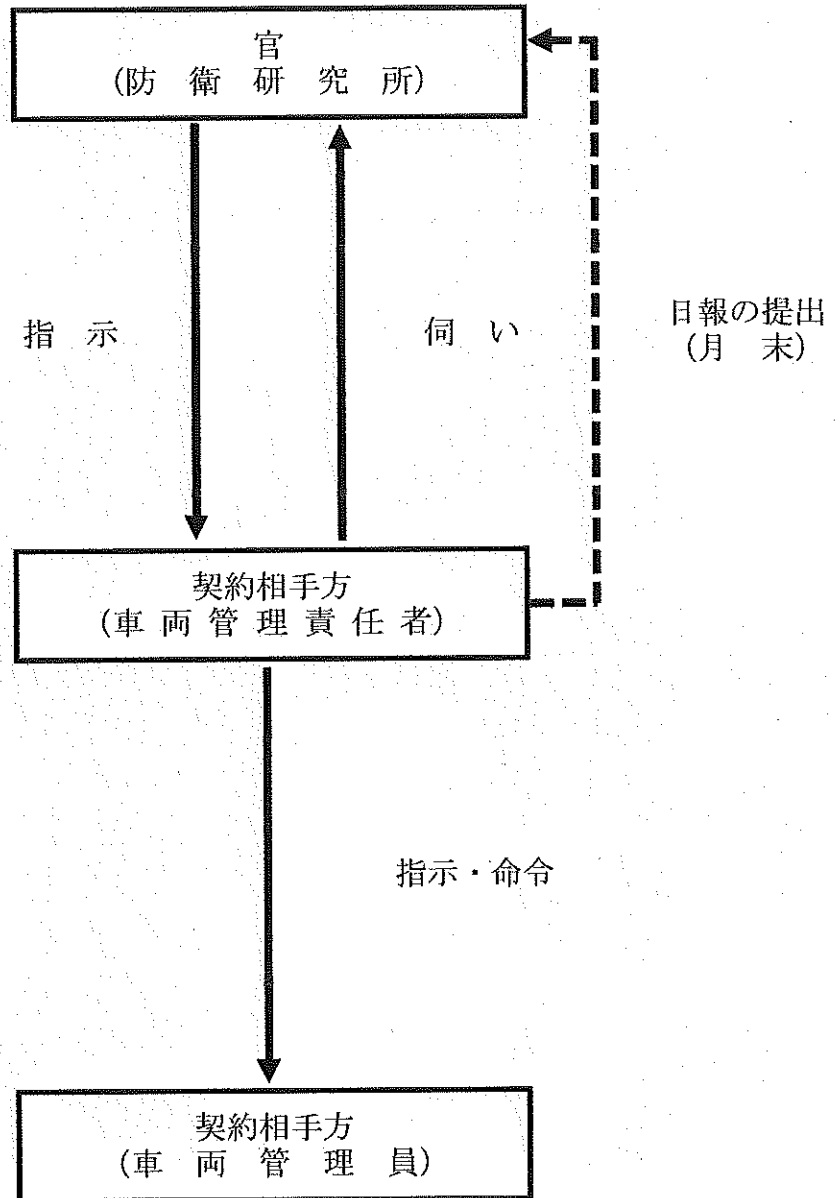 官
(防衛研究所)
指示
伺い
日報の提出
(月末)
契約相手方
(車両管理責任者)
指示・命令
契約相手方
(車両管理員)